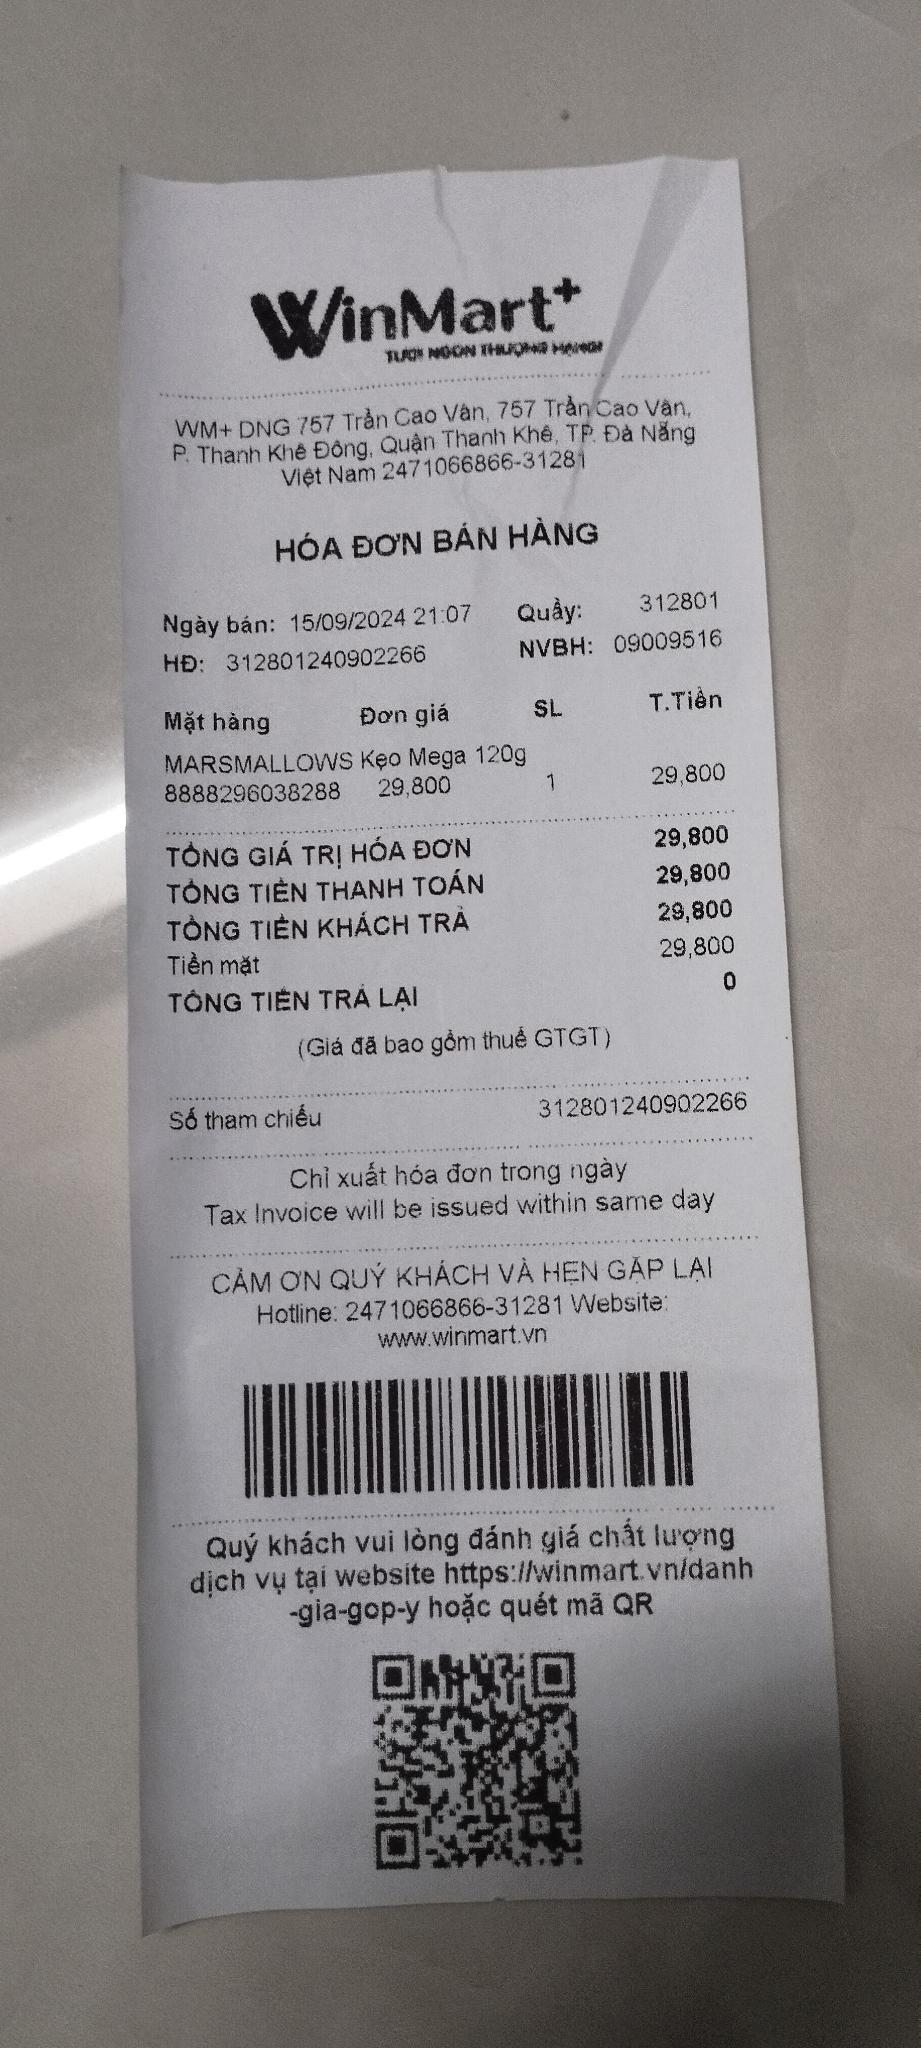 WinMart+
TƯƠI NGON THƯỢNG HẠNG
WM+ DNG 757 Trần Cao Vân, 757 Trần Cao Vân,
P. Thanh Khê Đông, Quận Thanh Khê, TP. Đà Nẵng
Việt Nam 2471066866-31281
HÓA ĐƠN BÁN HÀNG
Ngày bán: 15/09/2024 21:07 Quầy: 312801
HĐ: 312801240902266 NVBH: 09009516
Mặt hàng Đơn giá SL T.Tiền
MARSMALLOWS Kẹo Mega 120g
8888296038288 29,800 1 29,800
TỔNG GIÁ TRỊ HÓA ĐƠN 29,800
TỔNG TIỀN THANH TOÁN 29,800
TỔNG TIỀN KHÁCH TRẢ 29,800
Tiền mặt 29,800
TỔNG TIỀN TRẢ LẠI 0
(Giá đã bao gồm thuế GTGT)
Số tham chiếu 312801240902266
Chỉ xuất hóa đơn trong ngày
Tax Invoice will be issued within same day
CẢM ƠN QUÝ KHÁCH VÀ HẸN GẶP LẠI
Hotline: 2471066866-31281 Website:
www.winmart.vn
Quý khách vui lòng đánh giá chất lượng
dịch vụ tại website https://winmart.vn/danh
-gia-gop-y hoặc quét mã QR